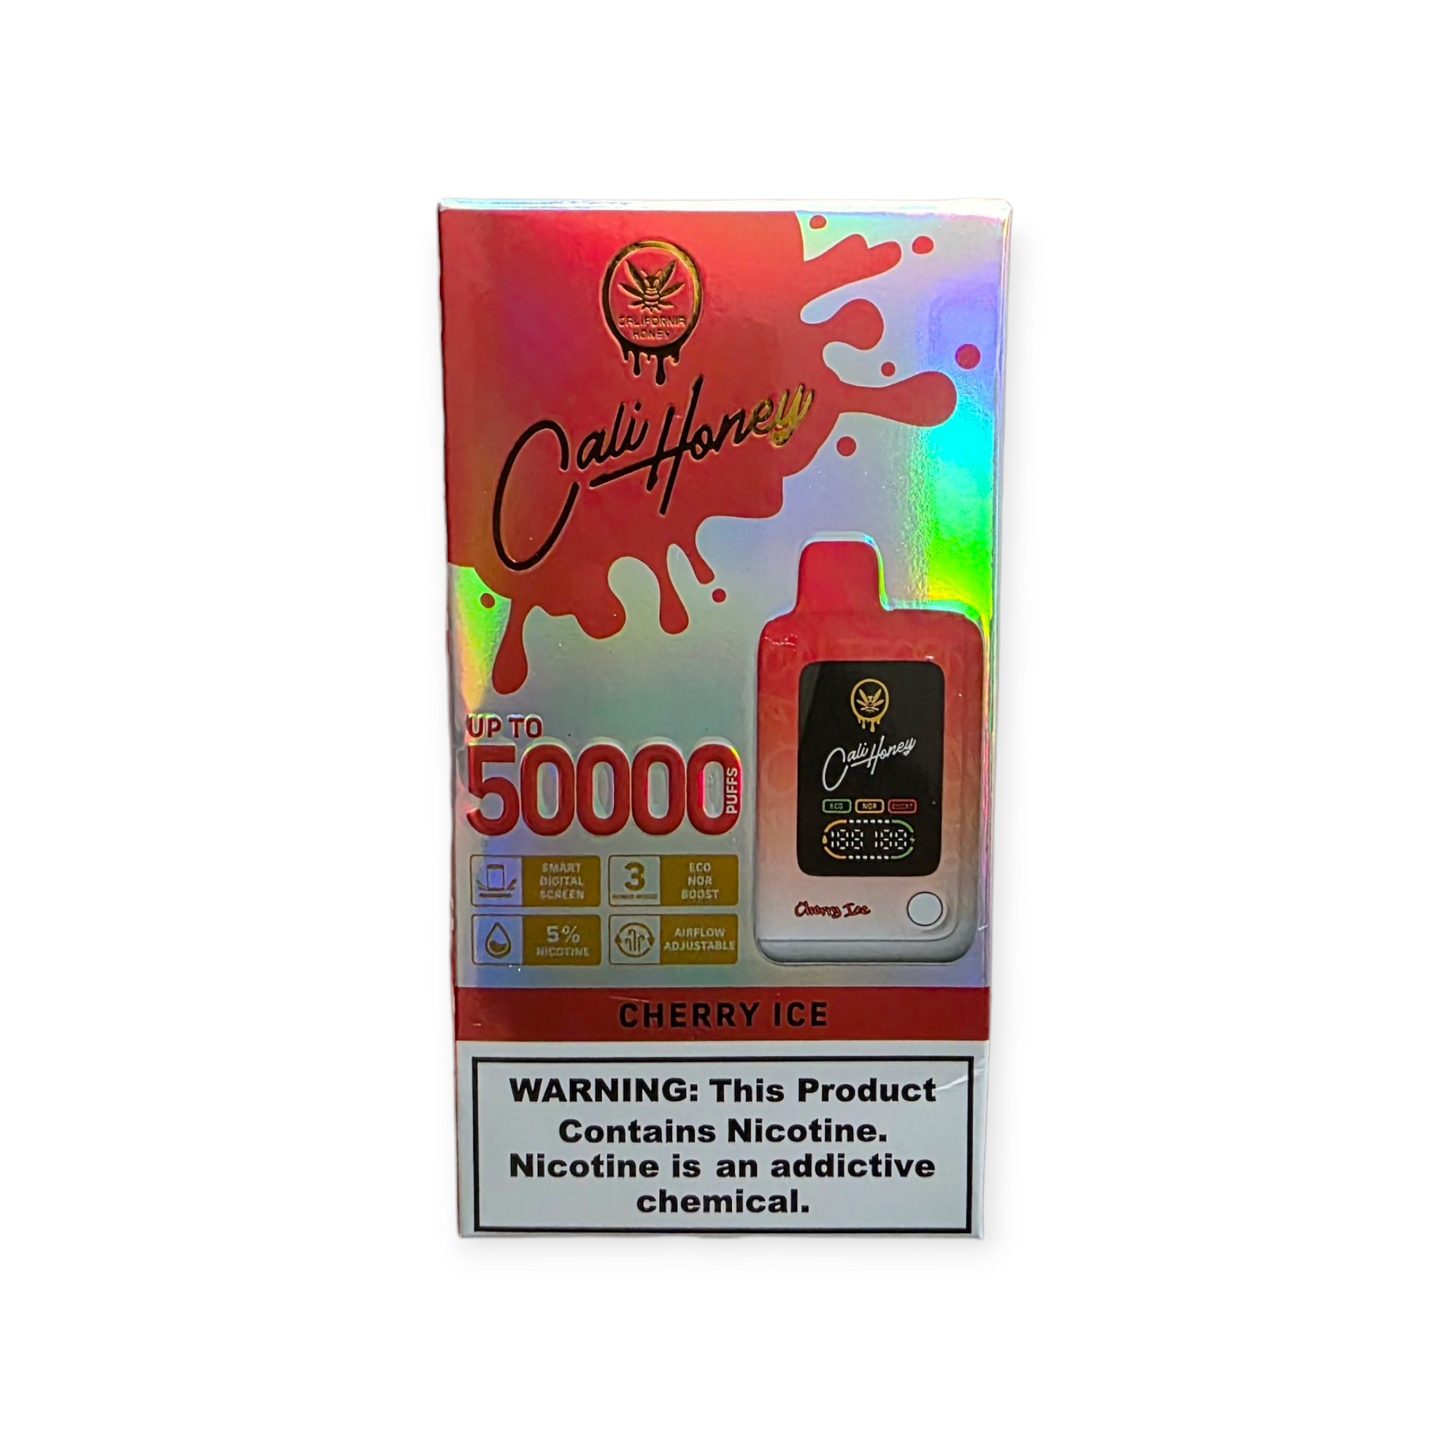 CALIFORNIA
HONEY
Cali Honey
UP TO
50000
PUFFS
SMART
DIGITAL
SCREEN
3
ECO
NOR
BOOST
5%
NICOTINE
AIRFLOW
ADJUSTABLE
Cali Honey
ECO NOR BOOST
188 188
Cherry Ice
CHERRY ICE
WARNING: This Product
Contains Nicotine.
Nicotine is an addictive
chemical.